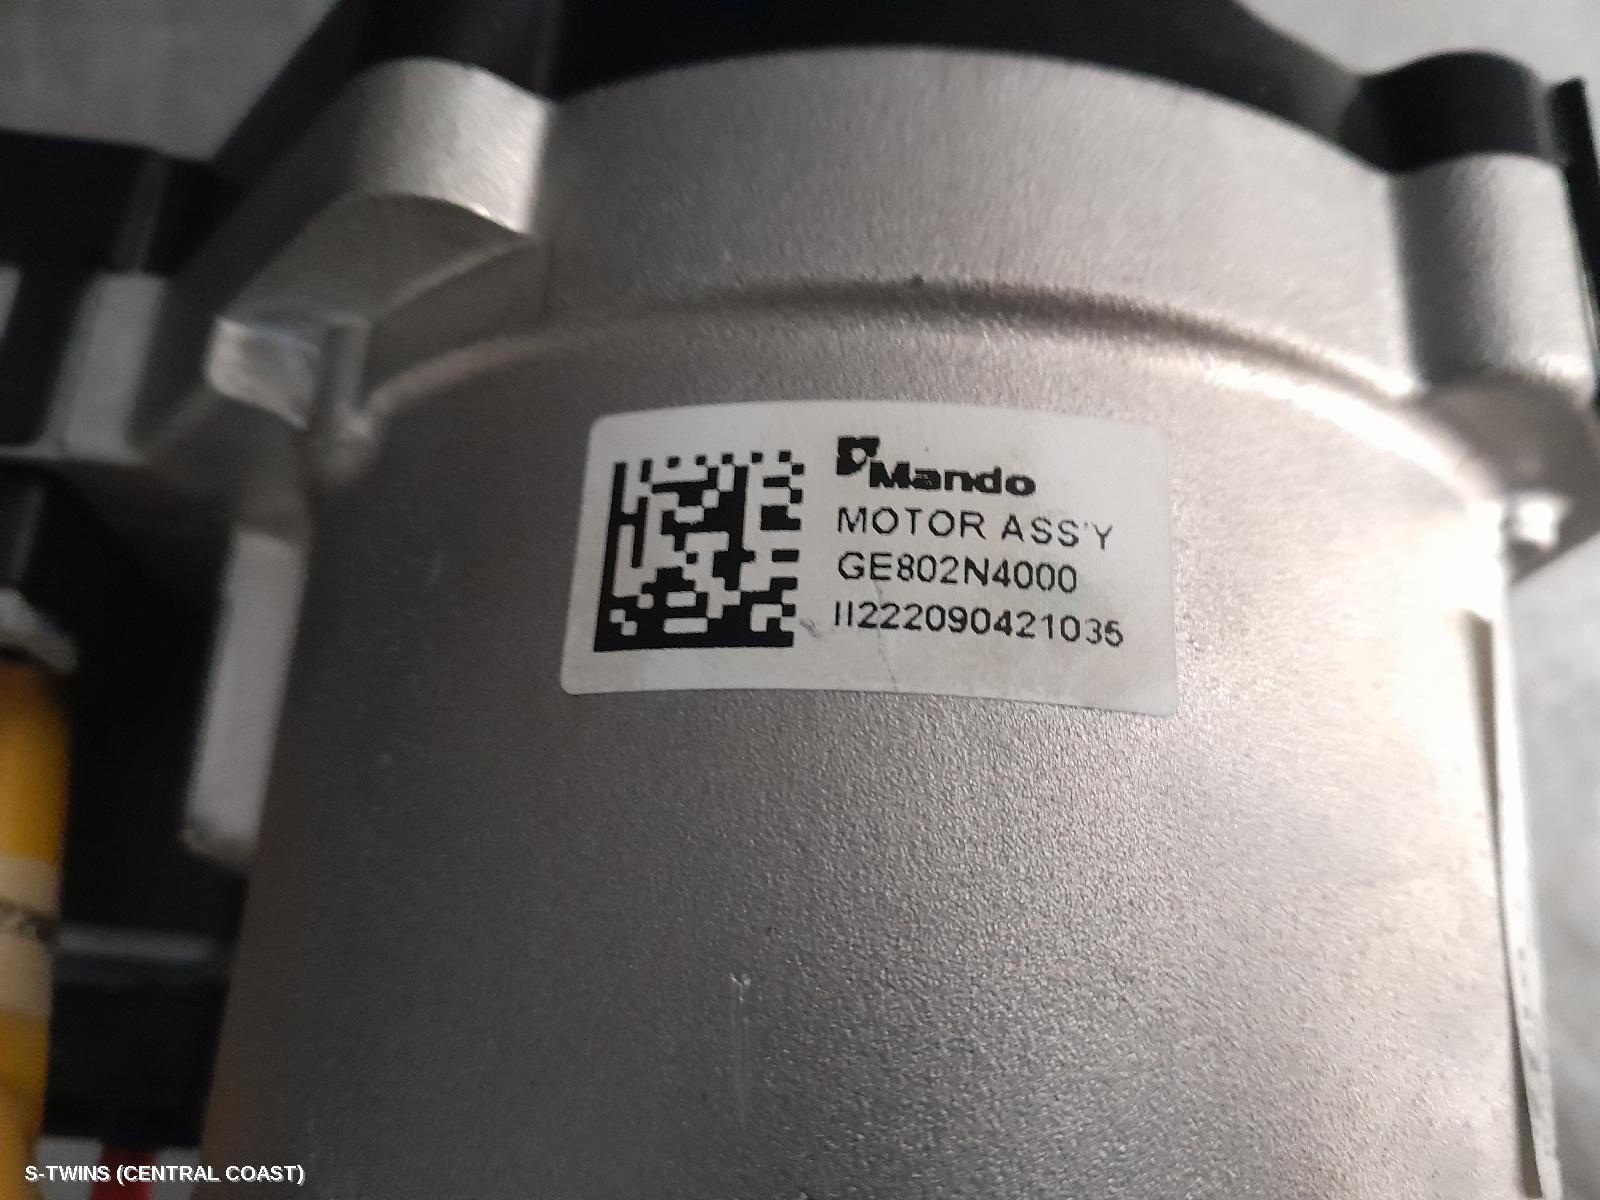 Mando
MOTOR ASS'Y
GE802N4000
II222090421035
S-TWINS (CENTRAL COAST)